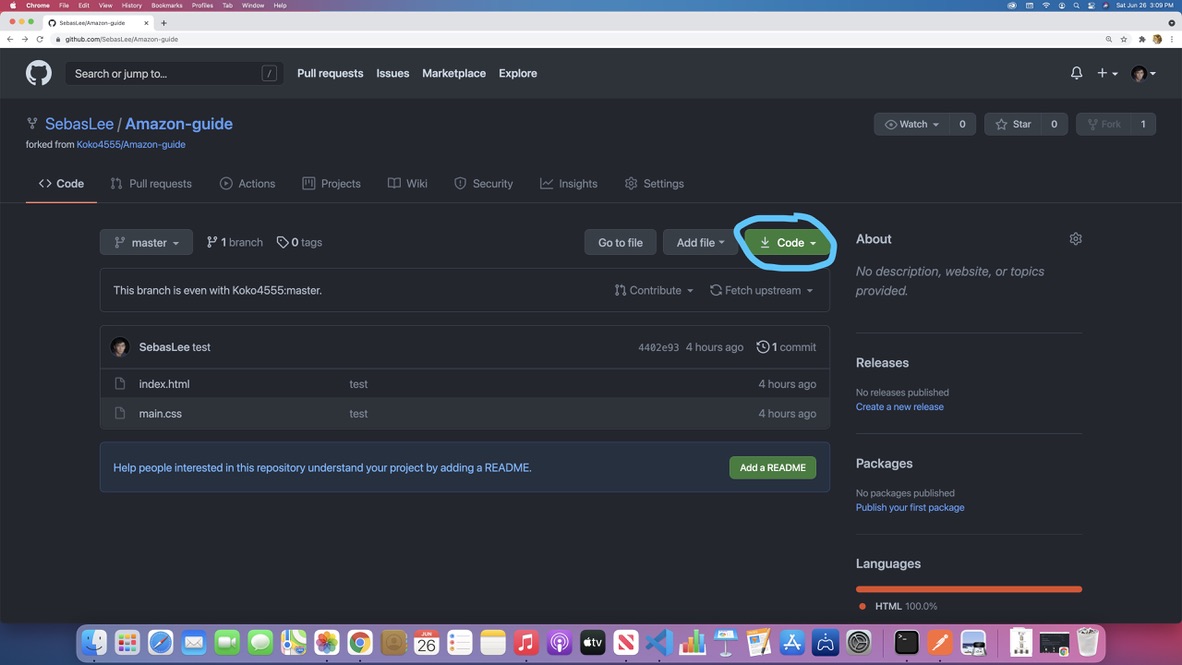 Chrome File Edit View History Bookmarks Profiles Tab Window Help Sat Jun 26 3:09 PM
SebasLee/Amazon-guide
github.com/SebasLee/Amazon-guide
Search or jump to... / Pull requests Issues Marketplace Explore
SebasLee / Amazon-guide Watch 0 Star 0 Fork 1
forked from Koko4555/Amazon-guide
Code Pull requests Actions Projects Wiki Security Insights Settings
master 1 branch 0 tags Go to file Add file Code
About
No description, website, or topics
provided.
This branch is even with Koko4555:master. Contribute Fetch upstream
SebasLee test 4402e93 4 hours ago 1 commit
index.html test 4 hours ago
main.css test 4 hours ago
Help people interested in this repository understand your project by adding a README. Add a README
Releases
No releases published
Create a new release
Packages
No packages published
Publish your first package
Languages
HTML 100.0%
JUN
26
tv